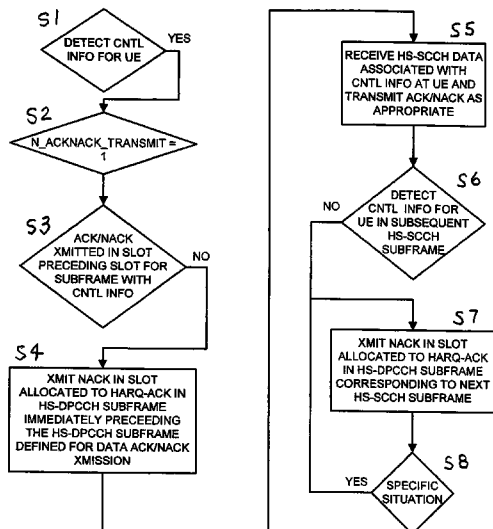 S1
DETECT CNTL
INFO FOR UE
YES
S2
N_ACKNACK_TRANSMIT =
1
S3
ACK/NACK
XMITTED IN SLOT
PRECEDING SLOT FOR
SUBFRAME WITH
CNTL INFO
NO
S4
XMIT NACK IN SLOT
ALLOCATED TO HARQ-ACK IN
HS-DPCCH SUBFRAME
IMMEDIATELY PRECEEDING
THE HS-DPCCH SUBFRAME
DEFINED FOR DATA ACK/NACK
XMISSION
S5
RECEIVE HS-SCCH DATA
ASSOCIATED WITH
CNTL INFO AT UE AND
TRANSMIT ACK/NACK AS
APPROPRIATE
S6
NO
DETECT
CNTL INFO FOR
UE IN SUBSEQUENT
HS-SCCH
SUBFRAME
S7
XMIT NACK IN SLOT
ALLOCATED TO HARQ-ACK
IN HS-DPCCH SUBFRAME
CORRESPONDING TO NEXT
HS-SCCH SUBFRAME
S8
YES
SPECIFIC
SITUATION